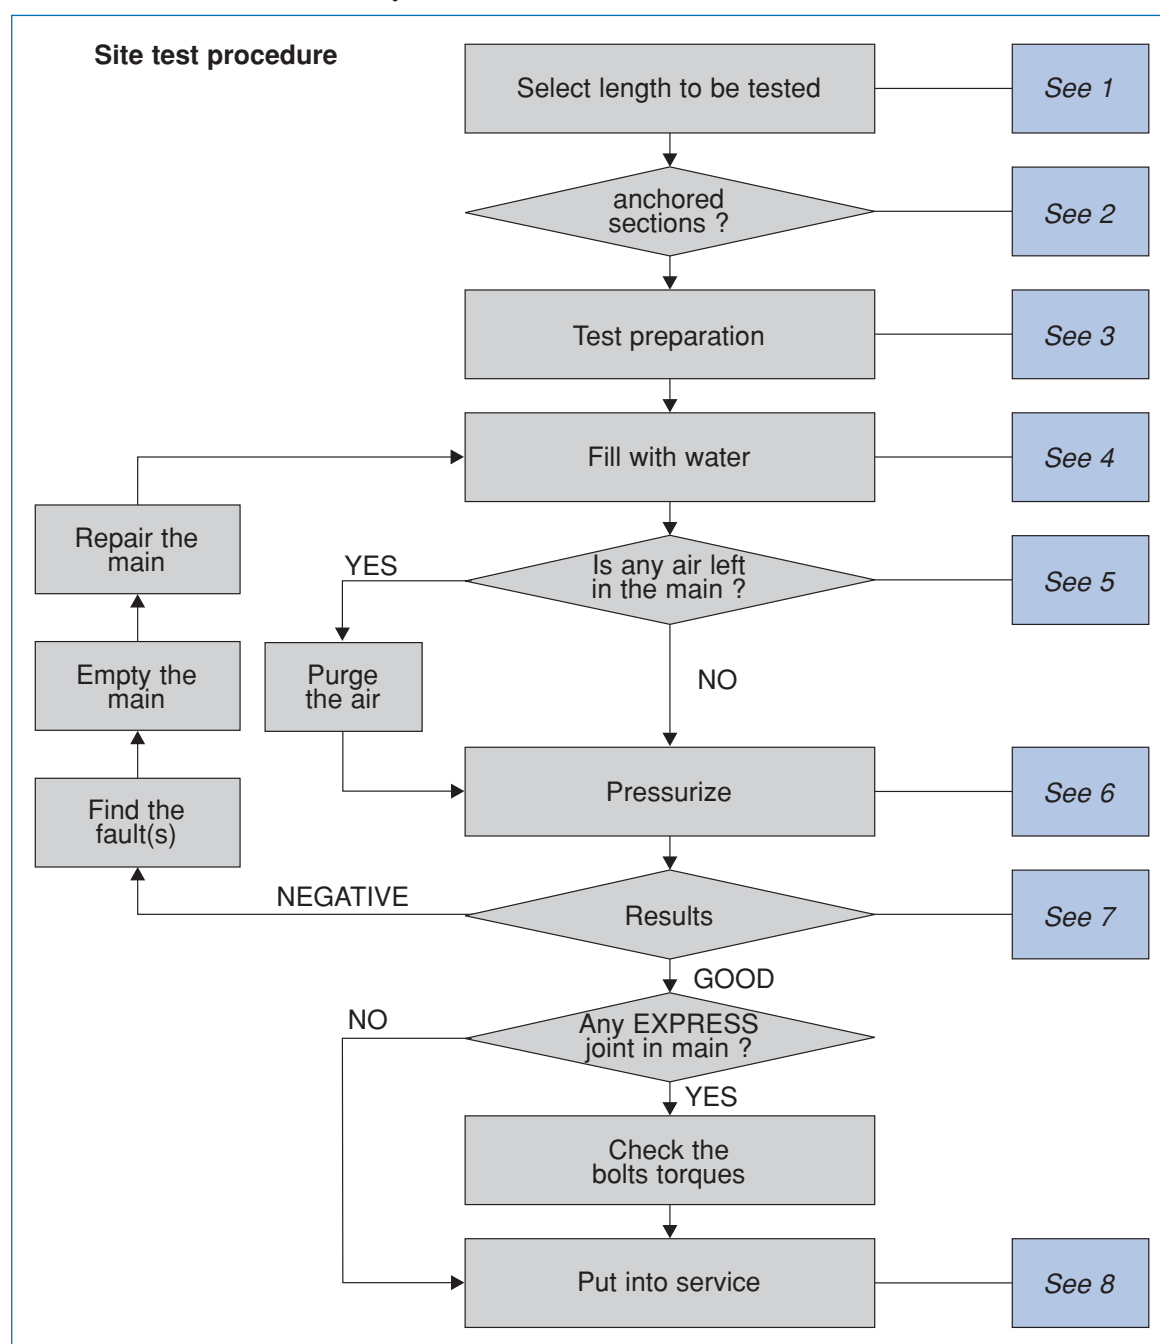 Site test procedure
Select length to be tested
See 1
anchored
sections ?
See 2
Test preparation
See 3
Fill with water
See 4
Repair the
main
YES
Is any air left
in the main ?
See 5
Empty the
main
Purge
the air
NO
Find the
fault(s)
Pressurize
See 6
NEGATIVE
Results
See 7
GOOD
NO
Any EXPRESS
joint in main ?
YES
Check the
bolts torques
Put into service
See 8